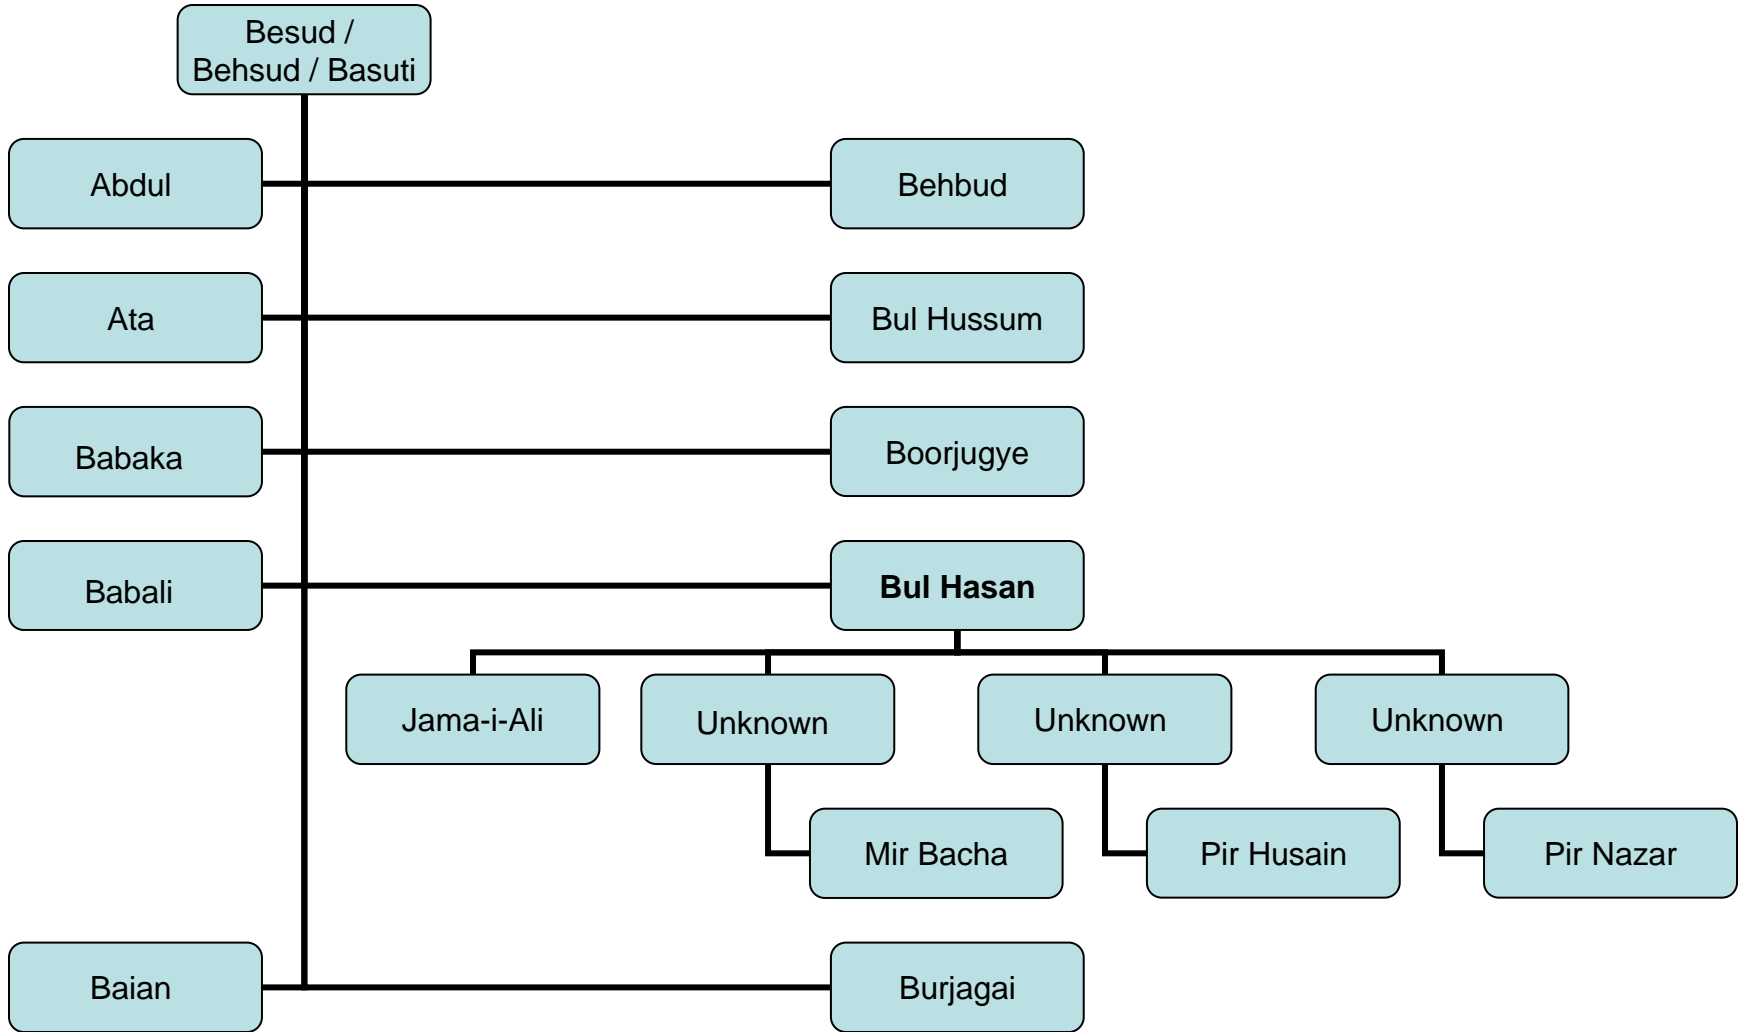 Besud /
Behsud / Basuti
Abdul
Behbud
Ata
Bul Hussum
Babaka
Boorjugye
Babali
Bul Hasan
Jama-i-Ali
Unknown
Unknown
Unknown
Mir Bacha
Pir Husain
Pir Nazar
Baian
Burjagai